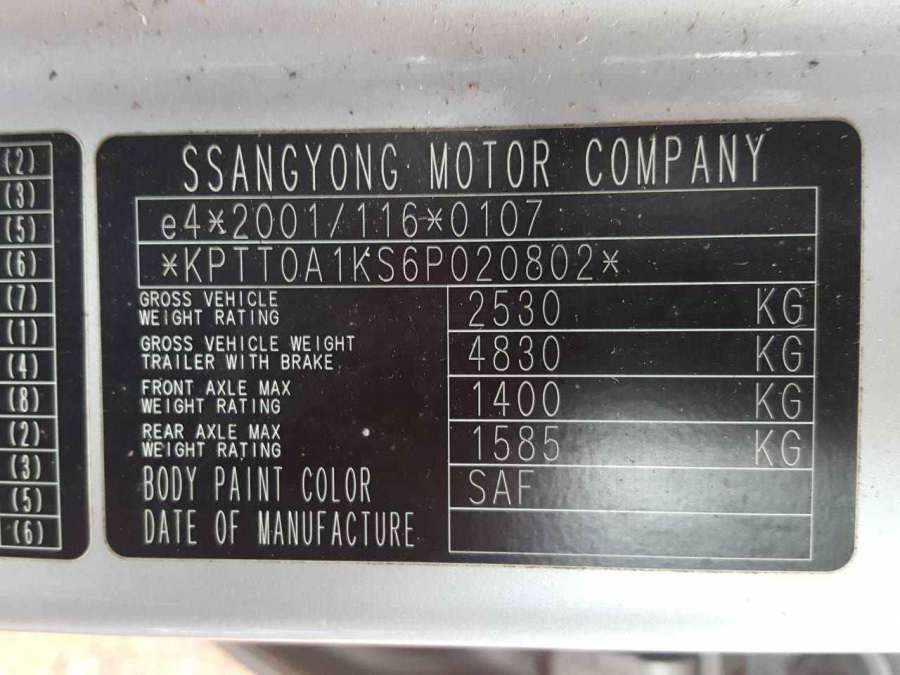 (2)
(3)
(5)
(6)
(7)
(1)
(4)
(8)
(2)
(3)
(5)
(6)
SSANGYONG MOTOR COMPANY
e4*2001/116*0107
*KPTT0A1KS6P020802*
GROSS VEHICLE
WEIGHT RATING
2530 KG
GROSS VEHICLE WEIGHT
TRAILER WITH BRAKE
4830 KG
FRONT AXLE MAX
WEIGHT RATING
1400 KG
REAR AXLE MAX
WEIGHT RATING
1585 KG
BODY PAINT COLOR SAF
DATE OF MANUFACTURE